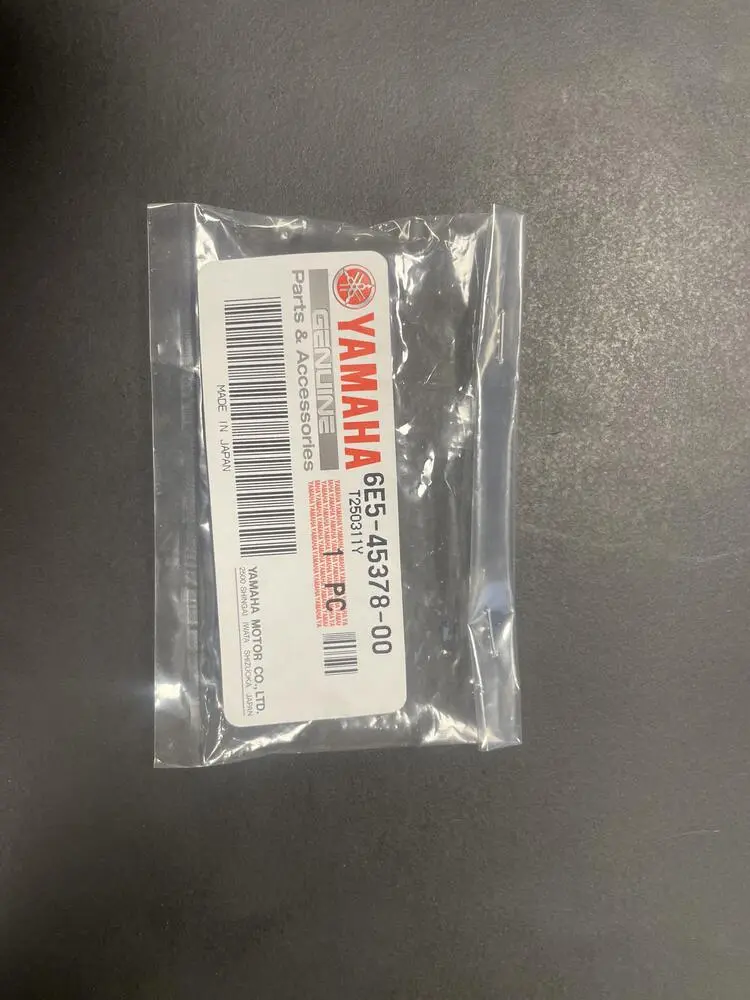 YAMAHA
GENUINE
Parts & Accessories
6E5-45378-00
T250311Y
1 PC
MADE IN JAPAN
YAMAHA MOTOR CO., LTD.
2500 SHINGAI IWATA SHIZUOKA JAPAN